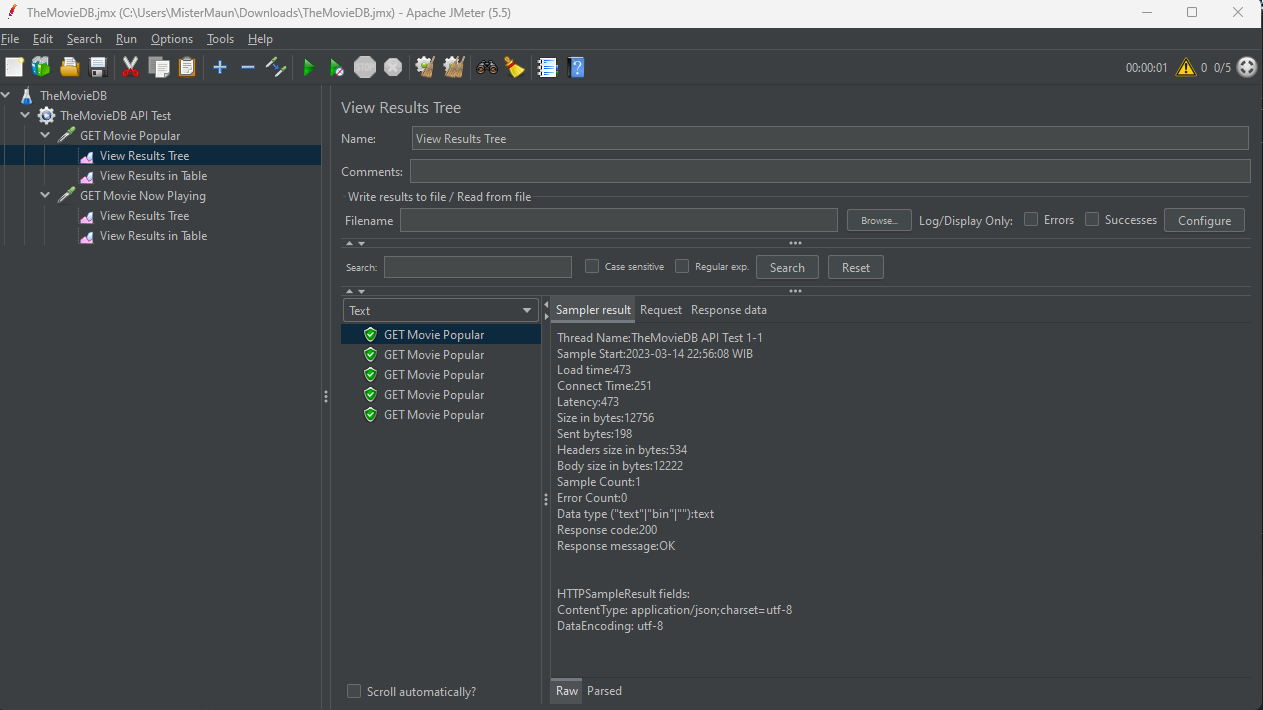 TheMovieDB.jmx (C:\Users\MisterMaun\Downloads\TheMovieDB.jmx) - Apache JMeter (5.5)
File Edit Search Run Options Tools Help
STOP
00:00:01 0 0/5
TheMovieDB
TheMovieDB API Test
GET Movie Popular
View Results Tree
View Results in Table
GET Movie Now Playing
View Results Tree
View Results in Table
View Results Tree
Name: View Results Tree
Comments:
Write results to file / Read from file
Filename Browse... Log/Display Only: Errors Successes Configure
Search: Case sensitive Regular exp. Search Reset
Text
GET Movie Popular
GET Movie Popular
GET Movie Popular
GET Movie Popular
GET Movie Popular
Scroll automatically?
Sampler result Request Response data
Thread Name:TheMovieDB API Test 1-1
Sample Start:2023-03-14 22:56:08 WIB
Load time:473
Connect Time:251
Latency:473
Size in bytes:12756
Sent bytes:198
Headers size in bytes:534
Body size in bytes:12222
Sample Count:1
Error Count:0
Data type ("text"|"bin"|""):text
Response code:200
Response message:OK
HTTPSampleResult fields:
ContentType: application/json;charset=utf-8
DataEncoding: utf-8
Raw Parsed